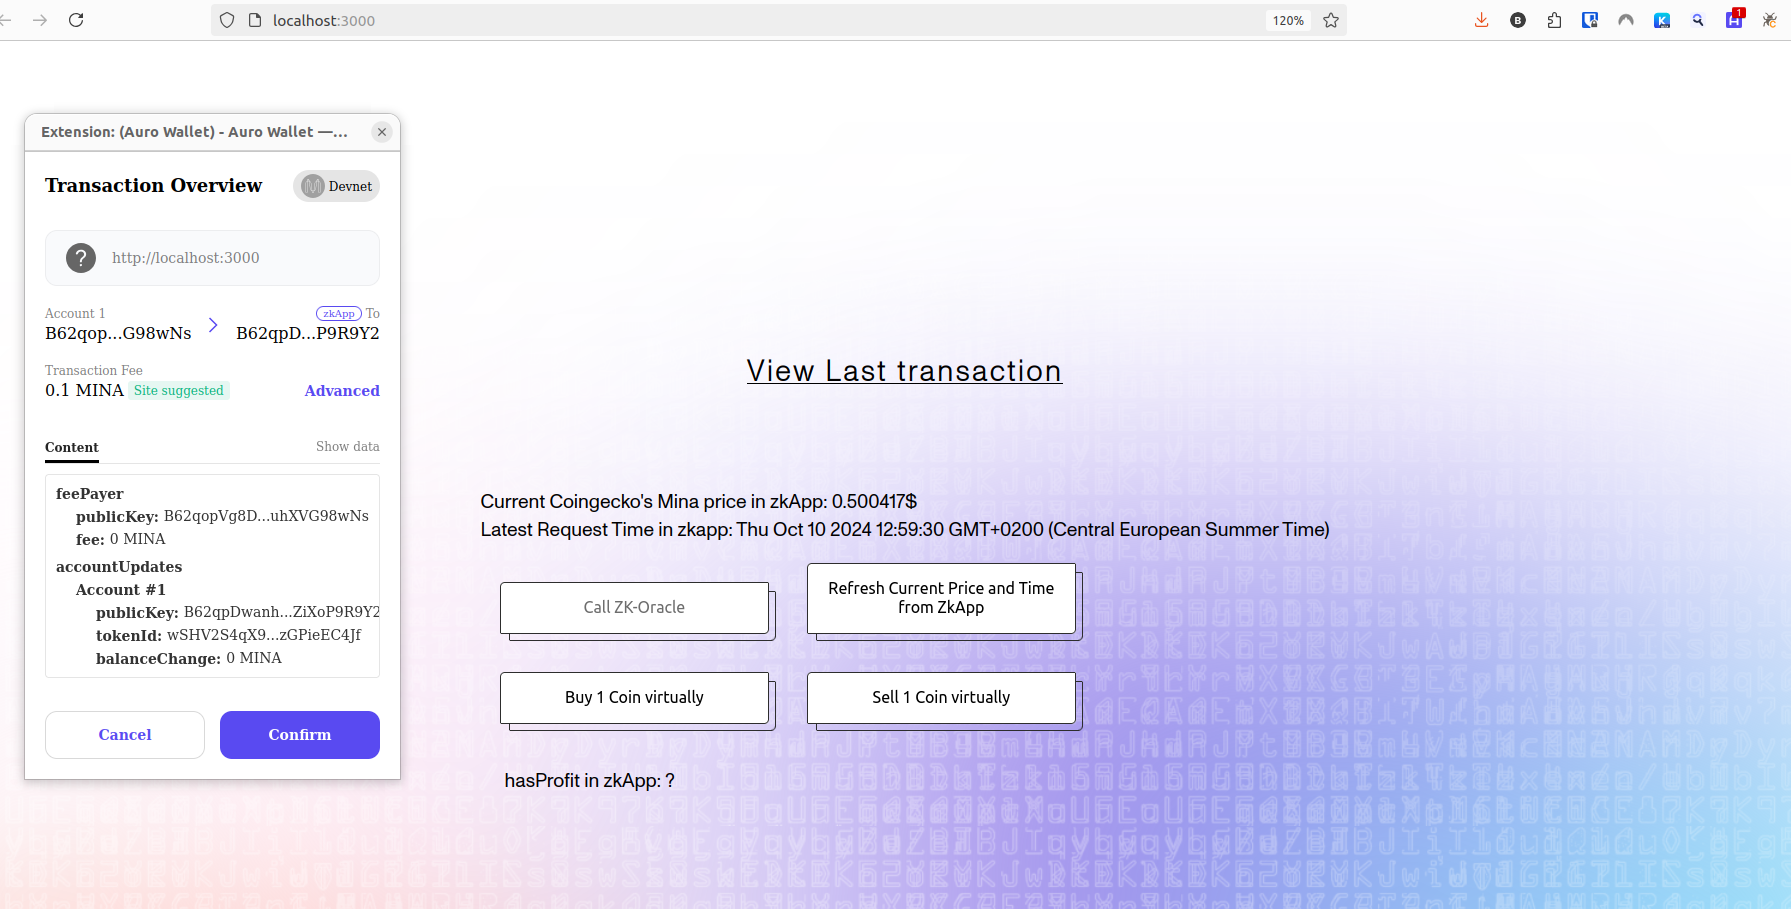 localhost:3000
120%
B
K
1
H
Extension: (Auro Wallet) - Auro Wallet —...
Transaction Overview
Devnet
?
http://localhost:3000
Account 1
zkApp To
B62qop...G98wNs
B62qpD...P9R9Y2
Transaction Fee
0.1 MINA Site suggested
Advanced
Content
Show data
feePayer
publicKey: B62qopVg8D...uhXVG98wNs
fee: 0 MINA
accountUpdates
Account #1
publicKey: B62qpDwanh...ZiXoP9R9Y2
tokenId: wSHV2S4qX9...zGPieEC4Jf
balanceChange: 0 MINA
Cancel
Confirm
View Last transaction
Current Coingecko's Mina price in zkApp: 0.500417$
Latest Request Time in zkapp: Thu Oct 10 2024 12:59:30 GMT+0200 (Central European Summer Time)
Call ZK-Oracle
Refresh Current Price and Time
from ZkApp
Buy 1 Coin virtually
Sell 1 Coin virtually
hasProfit in zkApp: ?